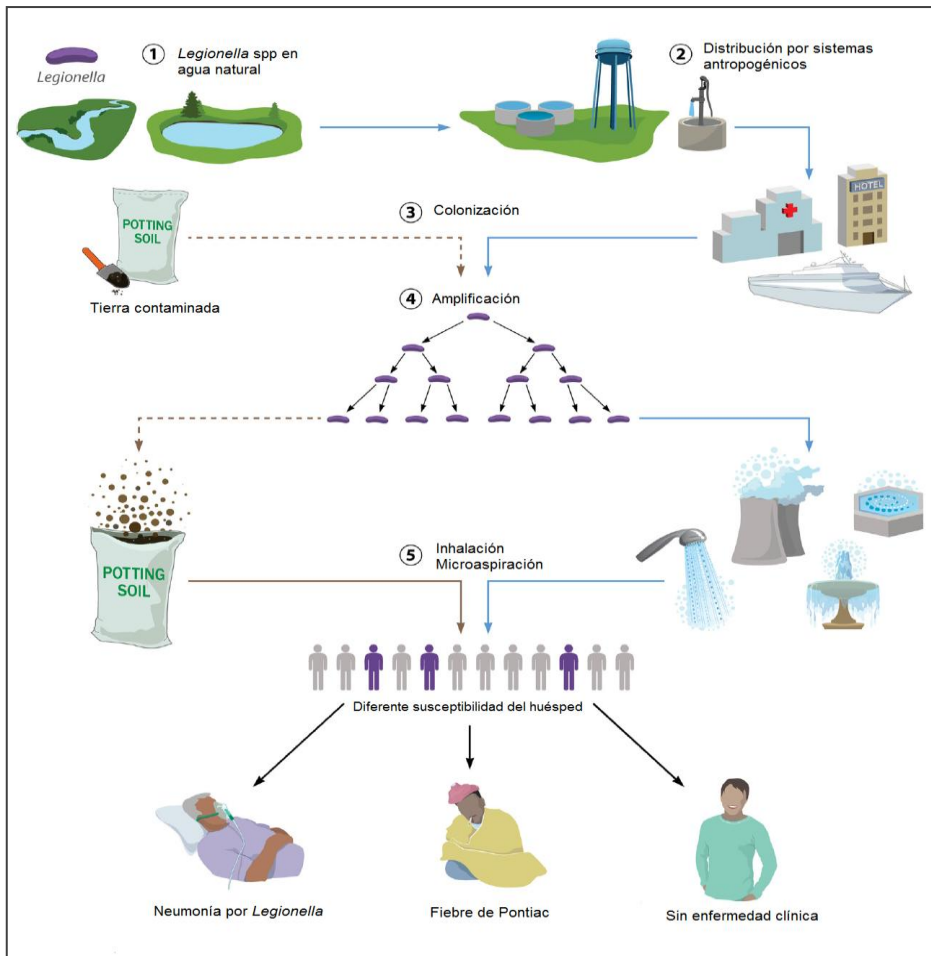 Legionella
1 Legionella spp en
agua natural
2 Distribución por sistemas
antropogénicos
HOTEL
POTTING
SOIL
Tierra contaminada
3 Colonización
4 Amplificación
POTTING
SOIL
5 Inhalación
Microaspiración
Diferente susceptibilidad del huésped
Neumonía por Legionella
Fiebre de Pontiac
Sin enfermedad clínica